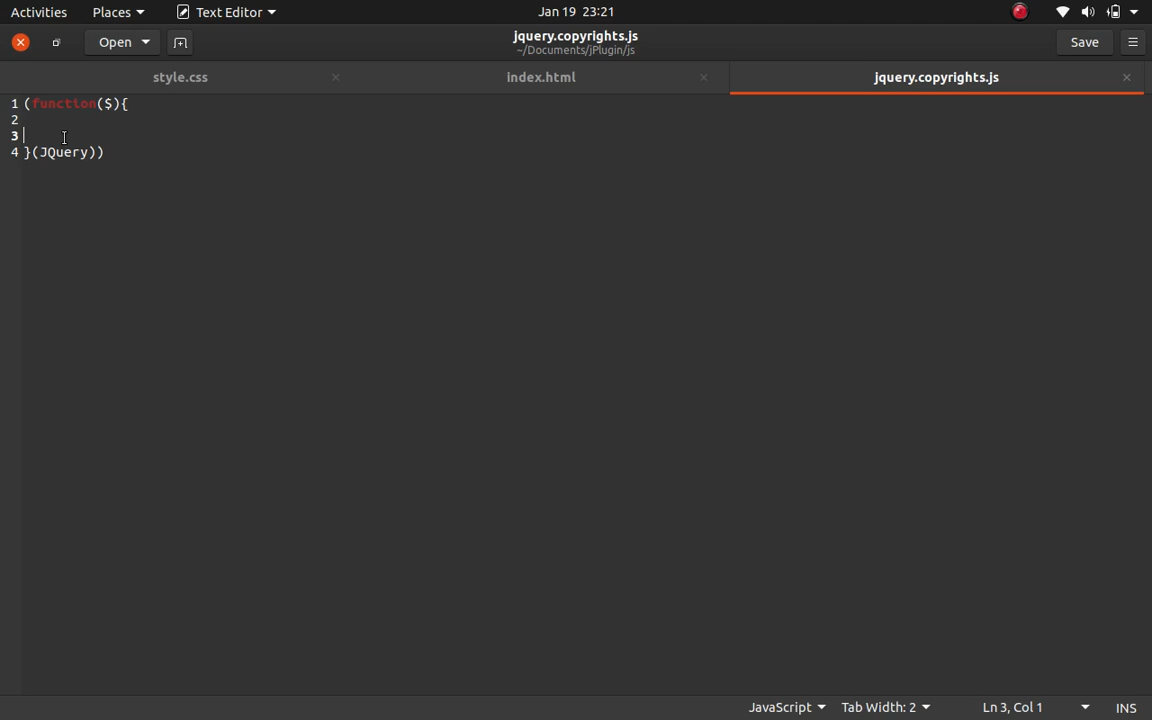 Activities Places Text Editor Jan 19 23:21
Open jquery.copyrights.js Save
~/Documents/jPlugin/js
style.css index.html jquery.copyrights.js
1 (function($){
2
3
4 }(JQuery))
JavaScript Tab Width: 2 Ln 3, Col 1 INS